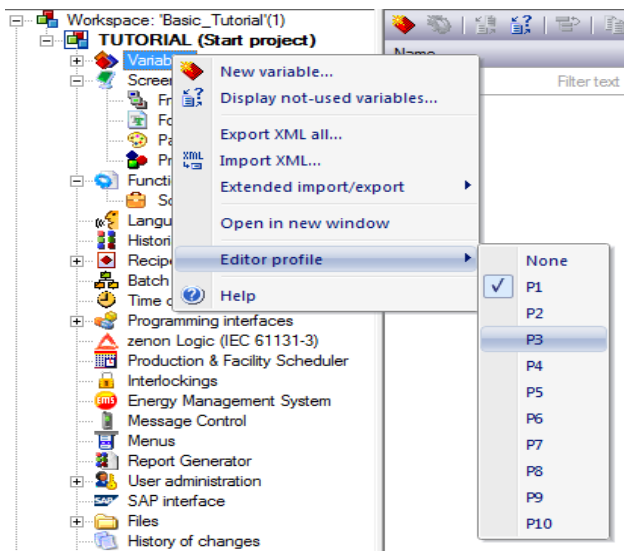 Workspace: 'Basic_Tutorial'(1)
TUTORIAL (Start project)
Variab
Screen
Fr
Fo
Pa
Pr
Functi
Sc
Langu
Histori
Recipe
Batch
Time c
Programming interfaces
zenon Logic (IEC 61131-3)
Production & Facility Scheduler
Interlockings
Energy Management System
Message Control
Menus
Report Generator
User administration
SAP interface
Files
History of changes
New variable...
Display not-used variables...
Export XML all...
XML
Import XML...
Extended import/export
Open in new window
Editor profile
Help
None
P1
P2
P3
P4
P5
P6
P7
P8
P9
P10
Name
Filter text